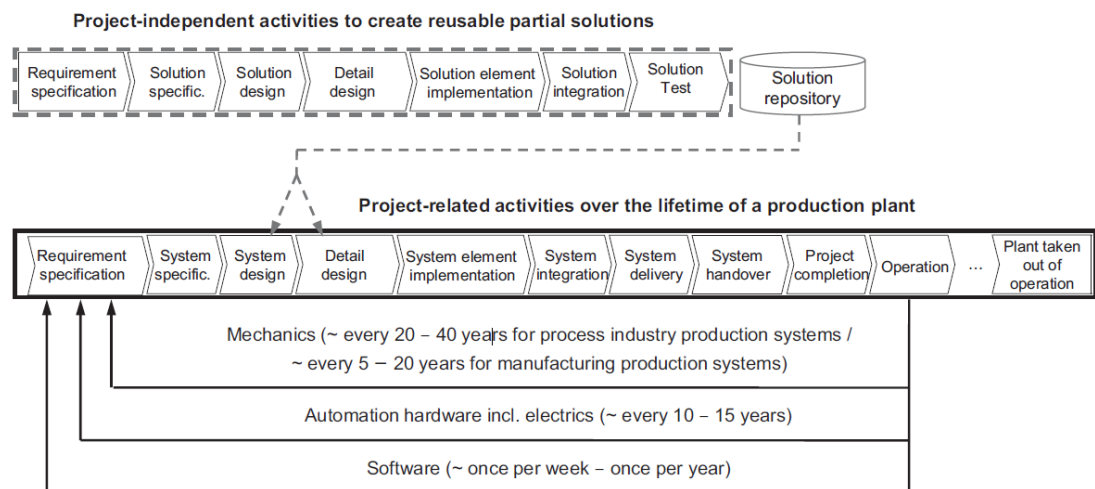 Project-independent activities to create reusable partial solutions
Requirement
specification
Solution
specific.
Solution
design
Detail
design
Solution element
implementation
Solution
integration
Solution
Test
Solution
repository
Project-related activities over the lifetime of a production plant
Requirement
specification
System
specific.
System
design
Detail
design
System element
implementation
System
integration
System
delivery
System
handover
Project
completion
Operation
...
Plant taken
out of
operation
Mechanics (~ every 20 – 40 years for process industry production systems /
~ every 5 – 20 years for manufacturing production systems)
Automation hardware incl. electrics (~ every 10 – 15 years)
Software (~ once per week – once per year)